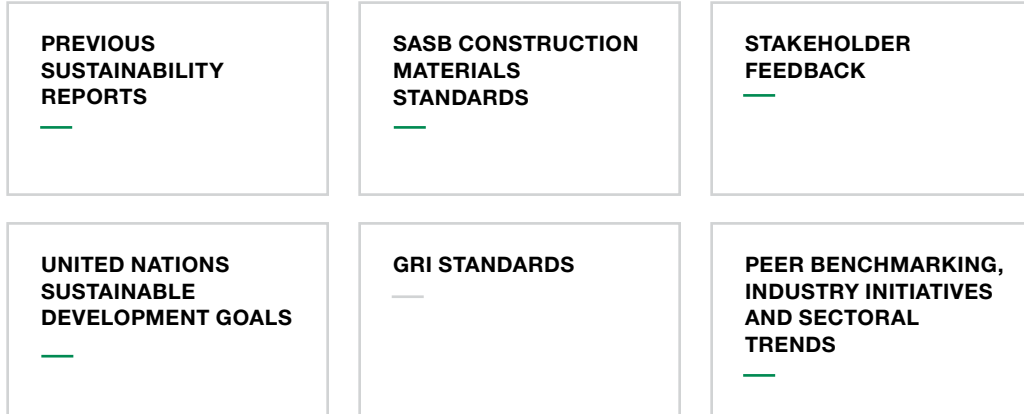 PREVIOUS
SUSTAINABILITY
REPORTS
SASB CONSTRUCTION
MATERIALS
STANDARDS
STAKEHOLDER
FEEDBACK
UNITED NATIONS
SUSTAINABLE
DEVELOPMENT GOALS
GRI STANDARDS
PEER BENCHMARKING,
INDUSTRY INITIATIVES
AND SECTORAL
TRENDS